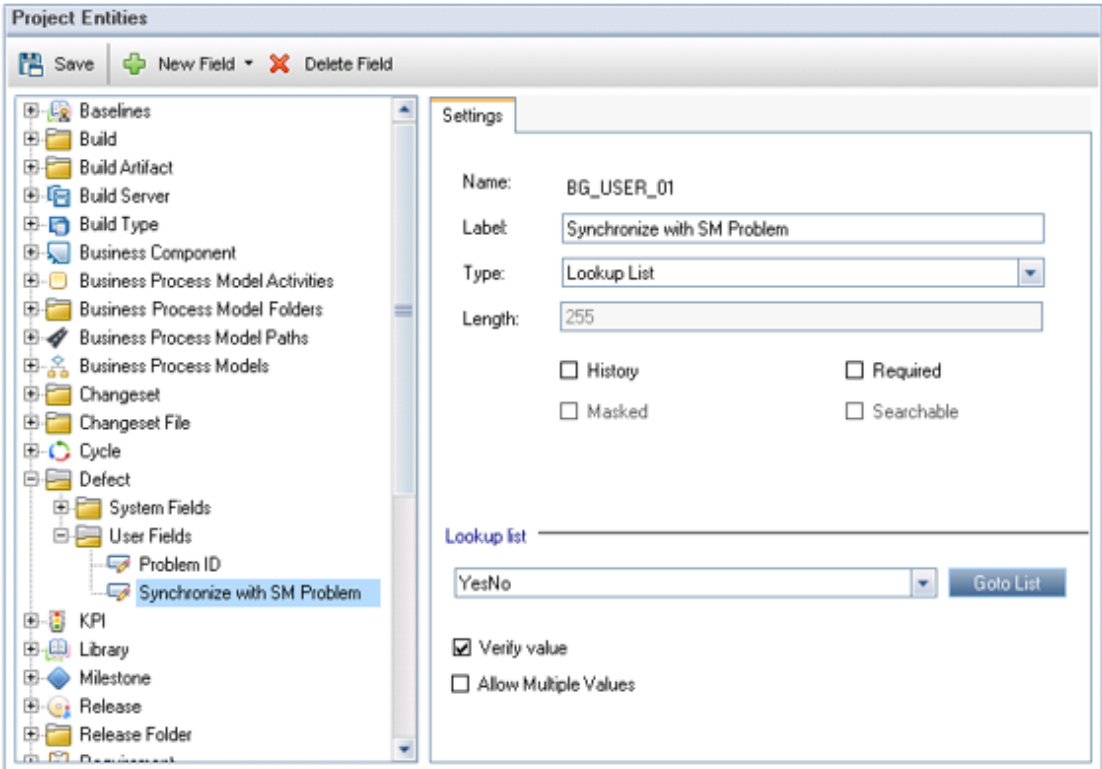 Project Entities
Save
New Field
Delete Field
Baselines
Build
Build Artifact
Build Server
Build Type
Business Component
Business Process Model Activities
Business Process Model Folders
Business Process Model Paths
Business Process Models
Changeset
Changeset File
Cycle
Defect
System Fields
User Fields
Problem ID
Synchronize with SM Problem
KPI
Library
Milestone
Release
Release Folder
Settings
Name: BG_USER_01
Label: Synchronize with SM Problem
Type: Lookup List
Length: 255
History Required
Masked Searchable
Lookup list
YesNo Goto List
Verify value
Allow Multiple Values